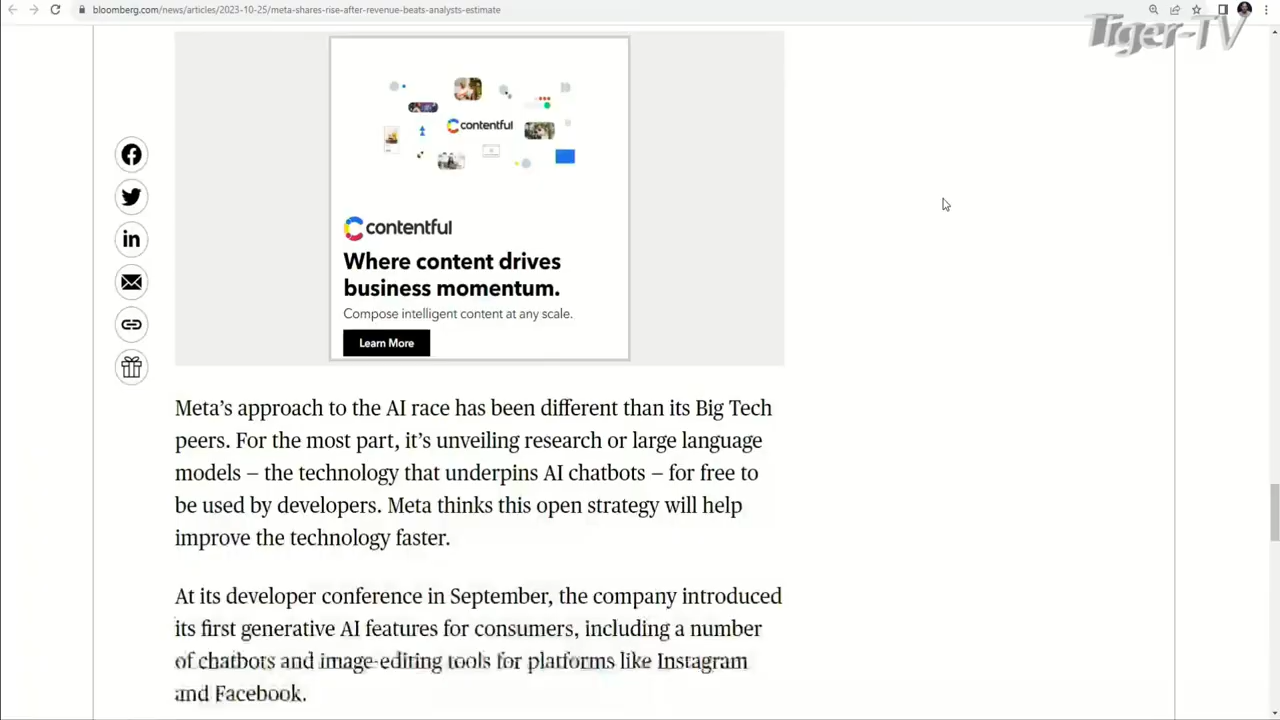 bloomberg.com/news/articles/2023-10-25/meta-shares-rise-after-revenue-beats-analysts-estimate
Tiger-TV
contentful
contentful
Where content drives
business momentum.
Compose intelligent content at any scale.
Learn More
Meta’s approach to the AI race has been different than its Big Tech
peers. For the most part, it’s unveiling research or large language
models – the technology that underpins AI chatbots – for free to
be used by developers. Meta thinks this open strategy will help
improve the technology faster.
At its developer conference in September, the company introduced
its first generative AI features for consumers, including a number
of chatbots and image-editing tools for platforms like Instagram
and Facebook.